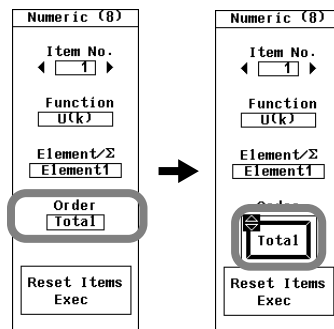 Numeric (8)
Item No.
1
Function
U(k)
Element/Σ
Element1
Order
Total
Reset Items
Exec
Numeric (8)
Item No.
1
Function
U(k)
Element/Σ
Element1
Order
Total
Reset Items
Exec